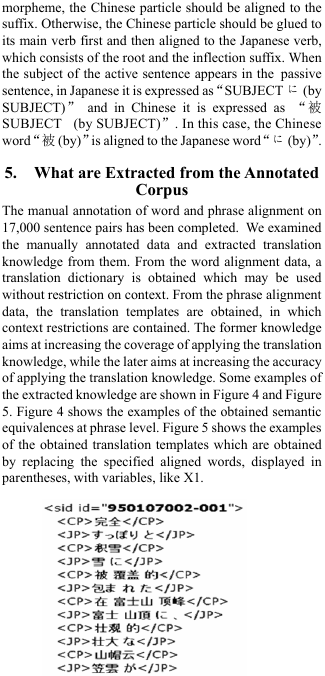 morpheme, the Chinese particle should be aligned to the
suffix. Otherwise, the Chinese particle should be glued to
its main verb first and then aligned to the Japanese verb,
which consists of the root and the inflection suffix. When
the subject of the active sentence appears in the passive
sentence, in Japanese it is expressed as “SUBJECT に (by
SUBJECT)” and in Chinese it is expressed as “被
SUBJECT (by SUBJECT)”. In this case, the Chinese
word “被 (by)” is aligned to the Japanese word “に (by)”.
5. What are Extracted from the Annotated
Corpus
The manual annotation of word and phrase alignment on
17,000 sentence pairs has been completed. We examined
the manually annotated data and extracted translation
knowledge from them. From the word alignment data, a
translation dictionary is obtained which may be used
without restriction on context. From the phrase alignment
data, the translation templates are obtained, in which
context restrictions are contained. The former knowledge
aims at increasing the coverage of applying the translation
knowledge, while the later aims at increasing the accuracy
of applying the translation knowledge. Some examples of
the extracted knowledge are shown in Figure 4 and Figure
5. Figure 4 shows the examples of the obtained semantic
equivalences at phrase level. Figure 5 shows the examples
of the obtained translation templates which are obtained
by replacing the specified aligned words, displayed in
parentheses, with variables, like X1.
<sid id="950107002-001">
<CP>完全</CP>
<JP>すっぽり と</JP>
<CP>积雪</CP>
<JP>雪 に</JP>
<CP>被 覆盖 的</CP>
<JP>包ま れ た</JP>
<CP>在 富士山 顶峰</CP>
<JP>富士 山頂 に 、</JP>
<CP>壮观 的</CP>
<JP>壮大 な</JP>
<CP>山帽云</CP>
<JP>笠雲 が</JP>